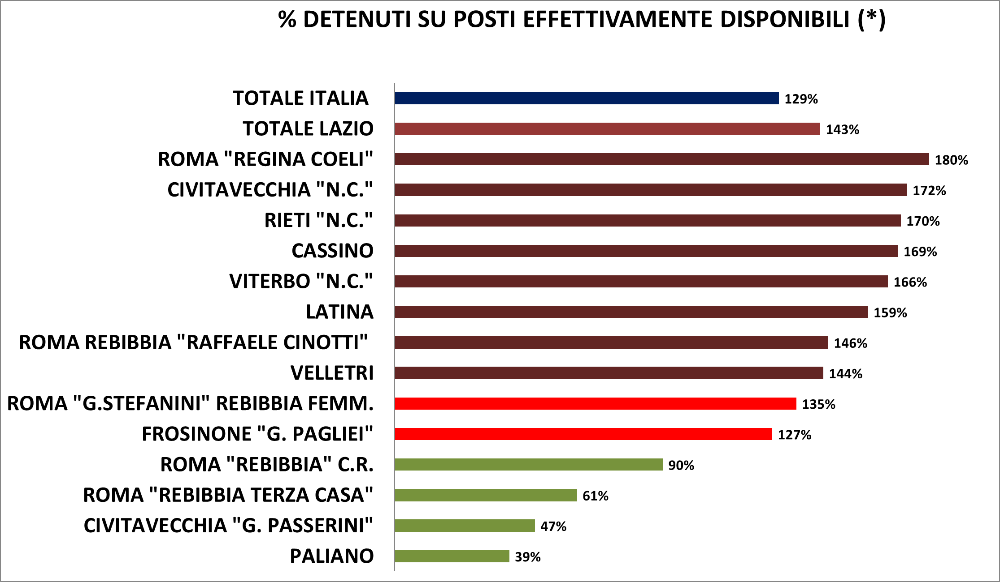 % DETENUTI SU POSTI EFFETTIVAMENTE DISPONIBILI (*)
TOTALE ITALIA 129%
TOTALE LAZIO 143%
ROMA "REGINA COELI" 180%
CIVITAVECCHIA "N.C." 172%
RIETI "N.C." 170%
CASSINO 169%
VITERBO "N.C." 166%
LATINA 159%
ROMA REBIBBIA "RAFFAELE CINOTTI" 146%
VELLETRI 144%
ROMA "G.STEFANINI" REBIBBIA FEMM. 135%
FROSINONE "G. PAGLIEI" 127%
ROMA "REBIBBIA" C.R. 90%
ROMA "REBIBBIA TERZA CASA" 61%
CIVITAVECCHIA "G. PASSERINI" 47%
PALIANO 39%